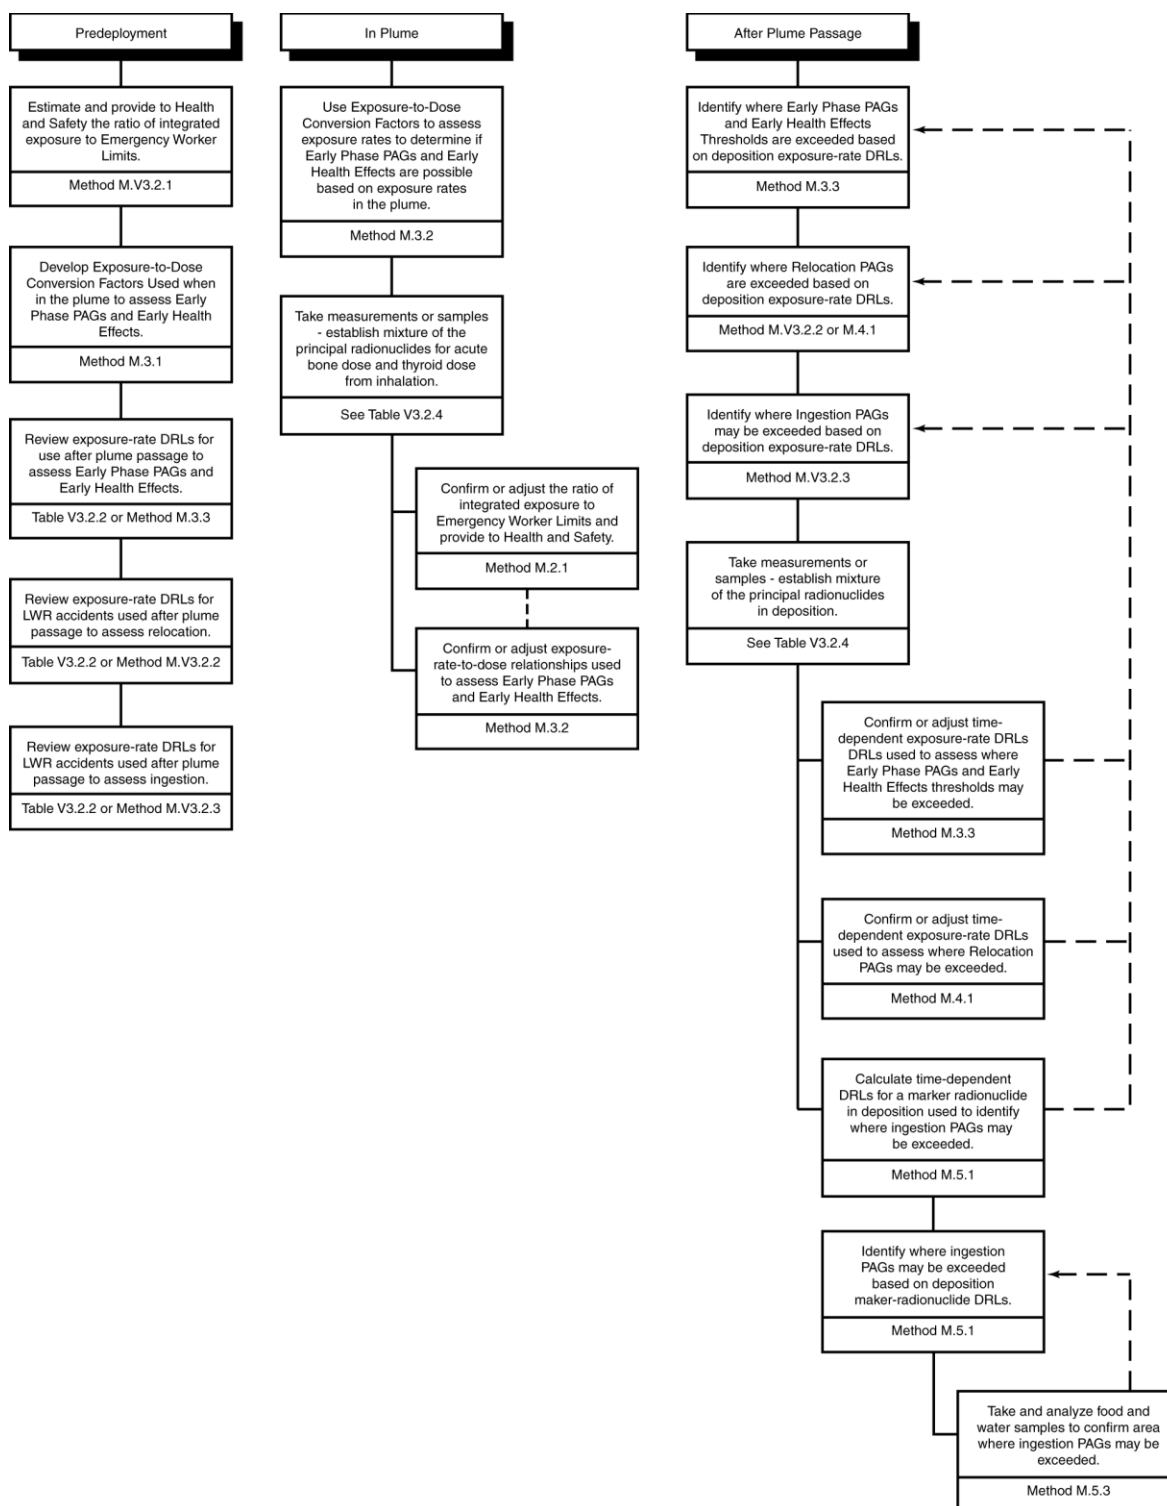 Predeployment
Estimate and provide to Health
and Safety the ratio of integrated
exposure to Emergency Worker
Limits.
Method M.V3.2.1
Develop Exposure-to-Dose
Conversion Factors Used when
in the plume to assess Early
Phase PAGs and Early Health
Effects.
Method M.3.1
Review exposure-rate DRLs for
use after plume passage to
assess Early Phase PAGs and
Early Health Effects.
Table V3.2.2 or Method M.3.3
Review exposure-rate DRLs for
LWR accidents used after plume
passage to assess relocation.
Table V3.2.2 or Method M.V3.2.2
Review exposure-rate DRLs for
LWR accidents used after plume
passage to assess ingestion.
Table V3.2.2 or Method M.V3.2.3
In Plume
Use Exposure-to-Dose
Conversion Factors to assess
exposure rates to determine if
Early Phase PAGs and Early
Health Effects are possible
based on exposure rates
in the plume.
Method M.3.2
Take measurements or samples
- establish mixture of the
principal radionuclides for acute
bone dose and thyroid dose
from inhalation.
See Table V3.2.4
Confirm or adjust the ratio of
integrated exposure to
Emergency Worker Limits and
provide to Health and Safety.
Method M.2.1
Confirm or adjust exposure-
rate-to-dose relationships used
to assess Early Phase PAGs
and Early Health Effects.
Method M.3.2
After Plume Passage
Identify where Early Phase PAGs
and Early Health Effects
Thresholds are exceeded based
on deposition exposure-rate DRLs.
Method M.3.3
Identify where Relocation PAGs
are exceeded based on
deposition exposure-rate DRLs.
Method M.V3.2.2 or M.4.1
Identify where Ingestion PAGs
may be exceeded based on
deposition exposure-rate DRLs.
Method M.V3.2.3
Take measurements or
samples - establish mixture
of the principal radionuclides
in deposition.
See Table V3.2.4
Confirm or adjust time-
dependent exposure-rate DRLs
DRLs used to assess where
Early Phase PAGs and Early
Health Effects thresholds may
be exceeded.
Method M.3.3
Confirm or adjust time-
dependent exposure-rate DRLs
used to assess where Relocation
PAGs may be exceeded.
Method M.4.1
Calculate time-dependent
DRLs for a marker radionuclide
in deposition used to identify
where ingestion PAGs may
be exceeded.
Method M.5.1
Identify where ingestion
PAGs may be exceeded
based on deposition
maker-radionuclide DRLs.
Method M.5.1
Take and analyze food and
water samples to confirm area
where ingestion PAGs may be
exceeded.
Method M.5.3